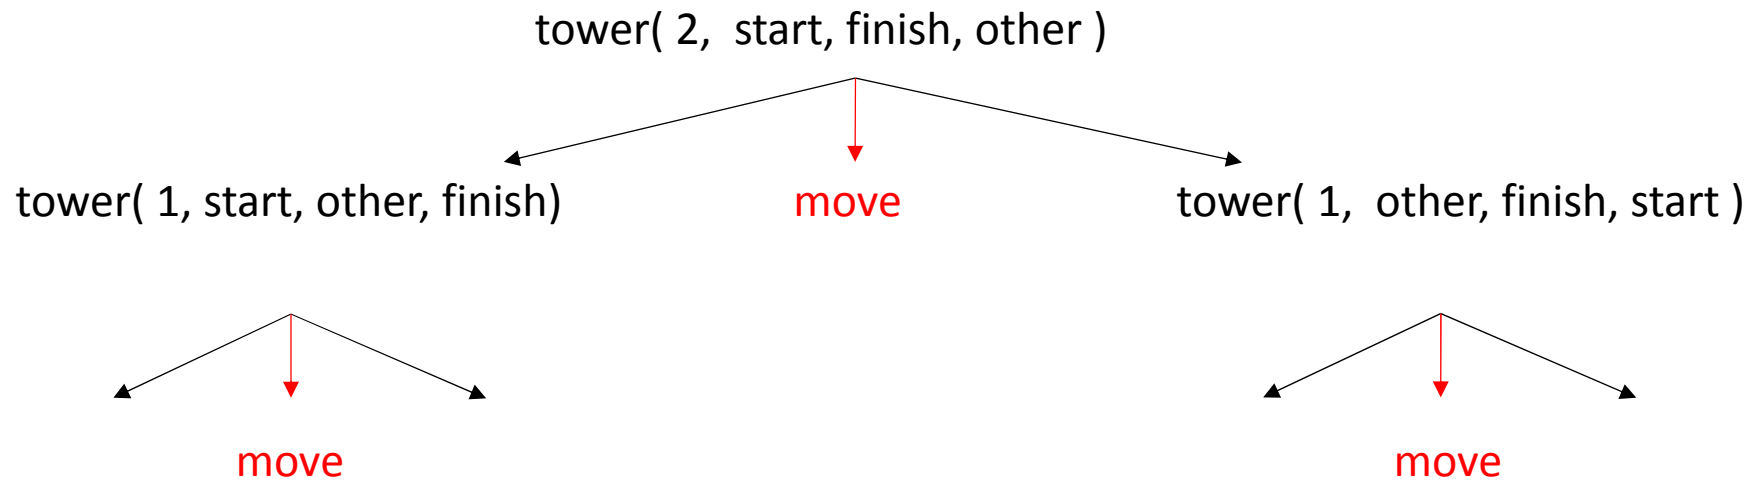 tower( 2,  start, finish, other )
tower( 1, start, other, finish)
move
tower( 1,  other, finish, start )
move
move